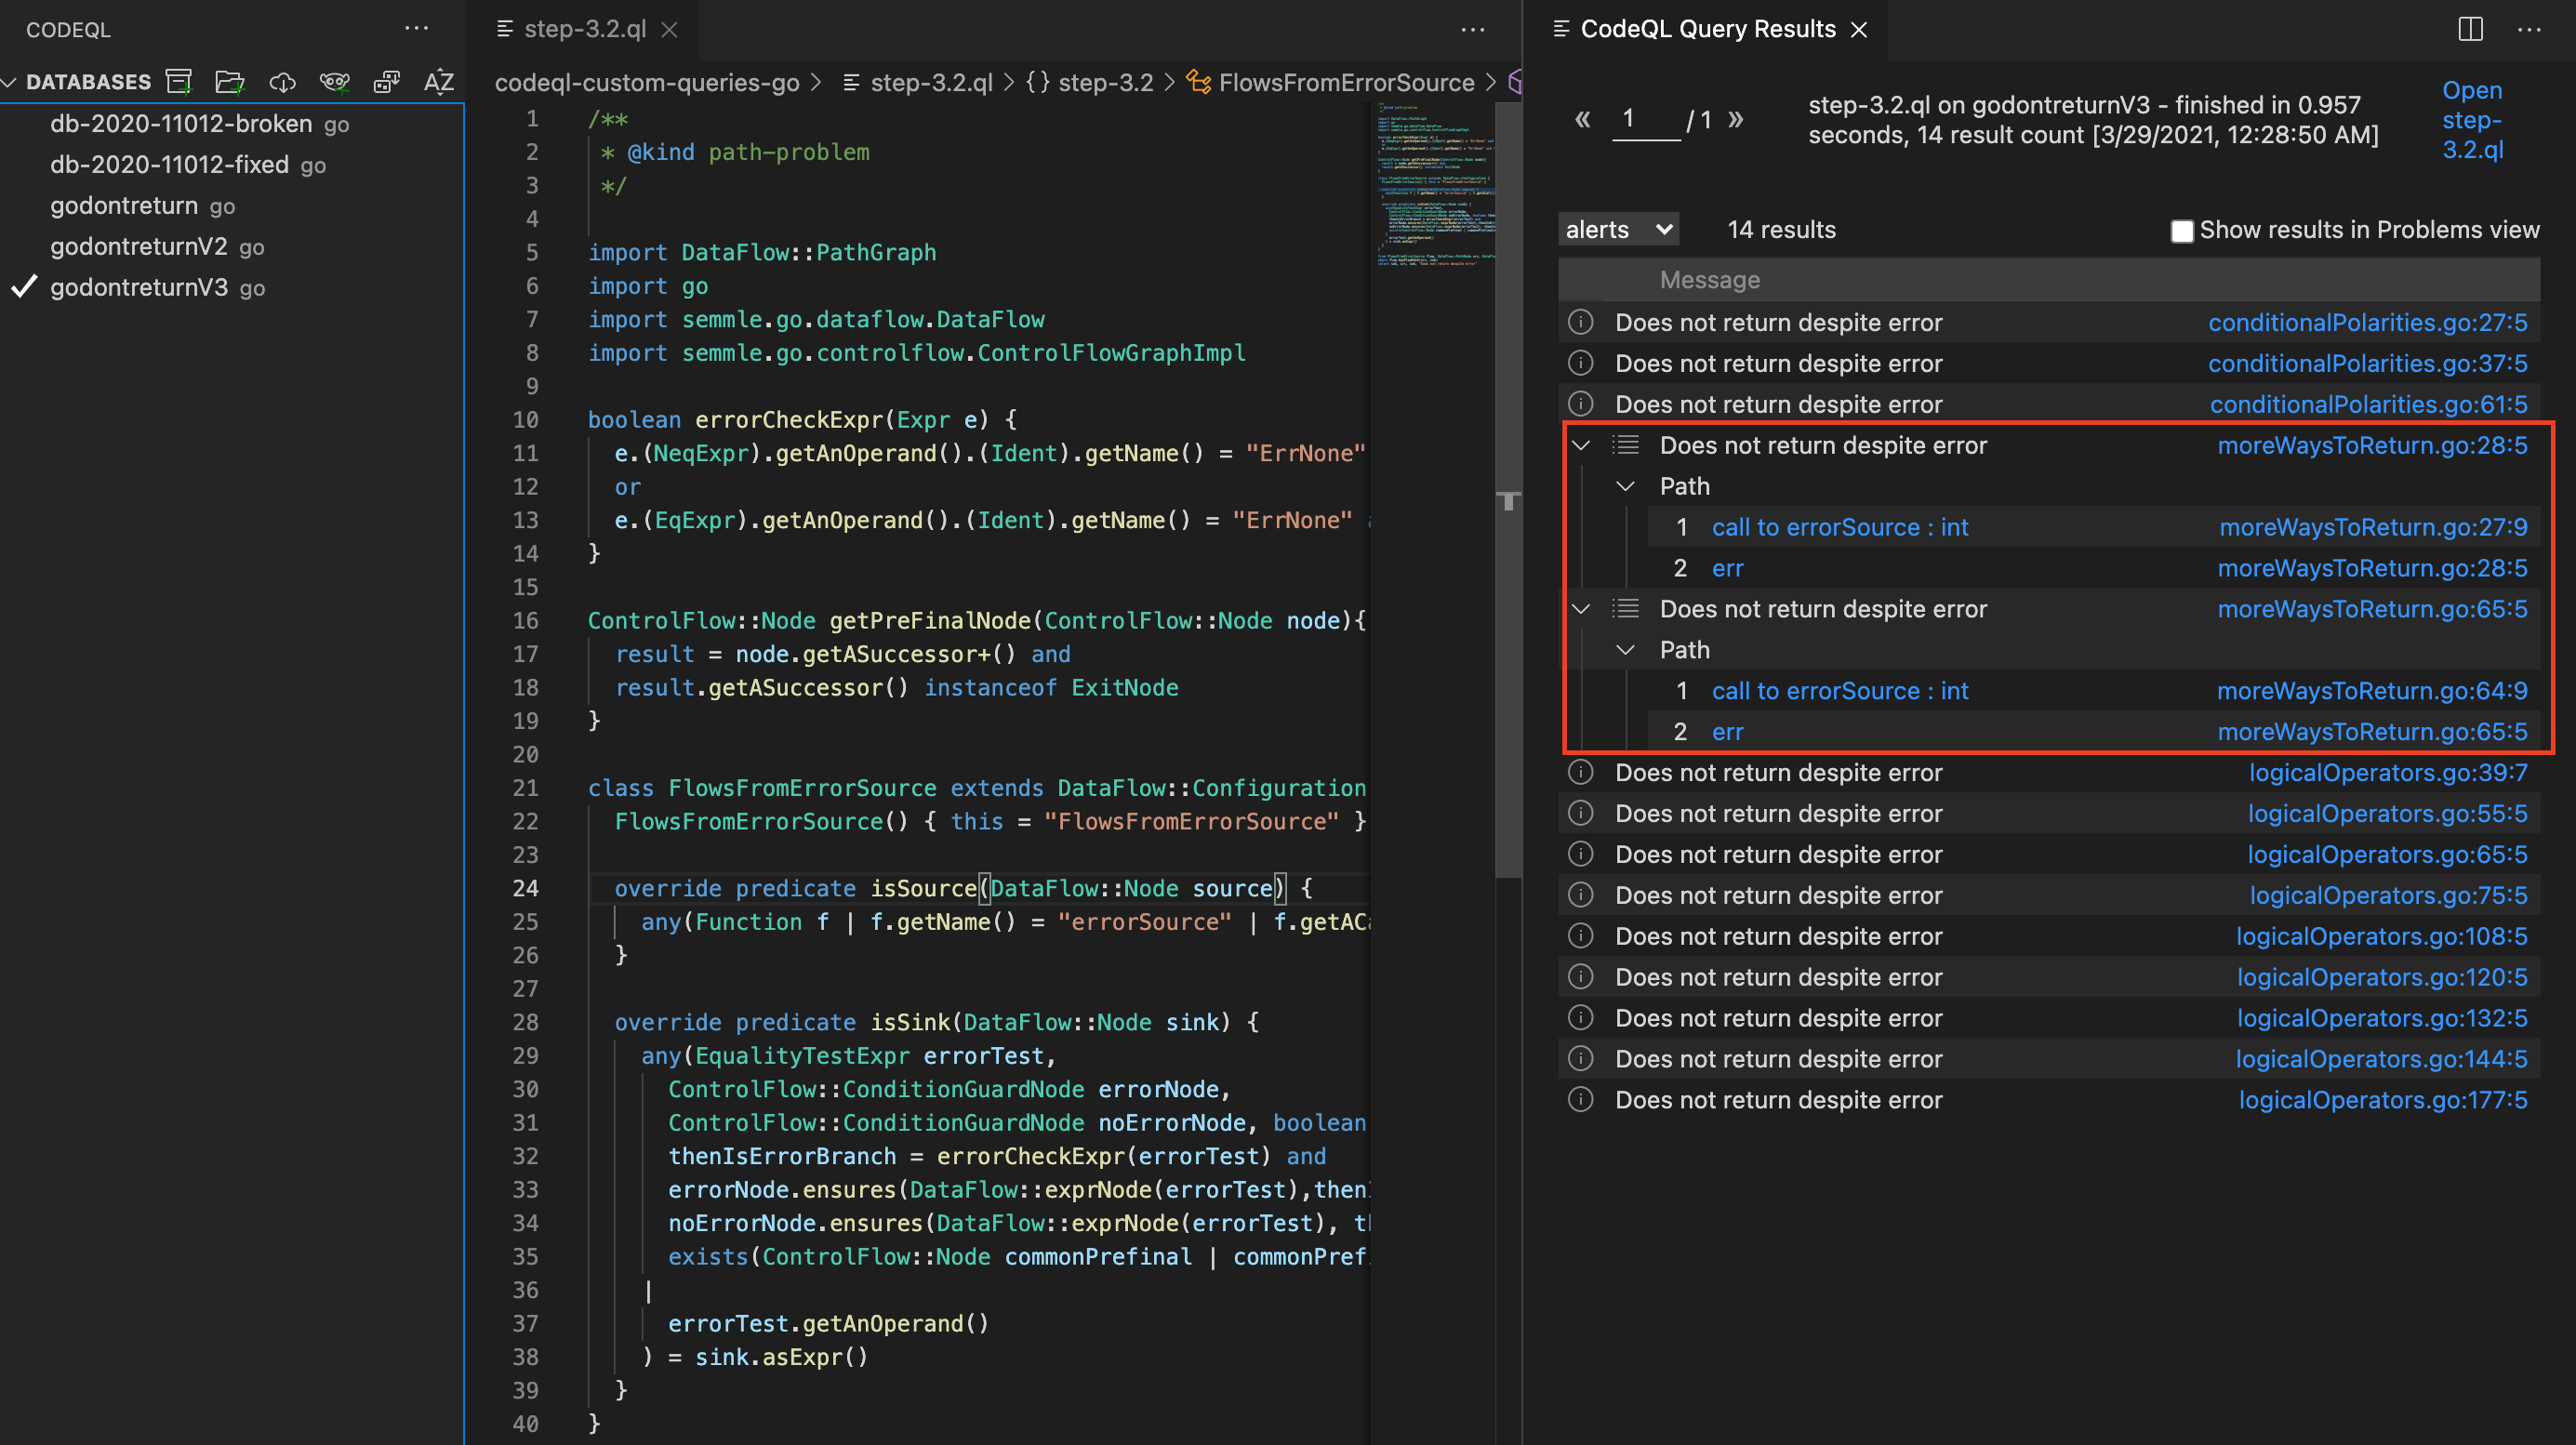 CODEQL
DATABASES
db-2020-11012-broken go
db-2020-11012-fixed go
godontreturn go
godontreturnV2 go
godontreturnV3 go
step-3.2.ql
codeql-custom-queries-go > step-3.2.ql > {} step-3.2 > FlowsFromErrorSource >
1 /**
2  * @kind path-problem
3  */
4
5 import DataFlow::PathGraph
6 import go
7 import semmle.go.dataflow.DataFlow
8 import semmle.go.controlflow.ControlFlowGraphImpl
9
10 boolean errorCheckExpr(Expr e) {
11   e.(NeqExpr).getAnOperand().(Ident).getName() = "ErrNone"
12   or
13   e.(EqExpr).getAnOperand().(Ident).getName() = "ErrNone"
14 }
15
16 ControlFlow::Node getPreFinalNode(ControlFlow::Node node){
17   result = node.getASuccessor+() and
18   result.getASuccessor() instanceof ExitNode
19 }
20
21 class FlowsFromErrorSource extends DataFlow::Configuration
22   FlowsFromErrorSource() { this = "FlowsFromErrorSource" }
23
24   override predicate isSource(DataFlow::Node source) {
25     any(Function f | f.getName() = "errorSource" | f.getACa
26   }
27
28   override predicate isSink(DataFlow::Node sink) {
29     any(EqualityTestExpr errorTest,
30       ControlFlow::ConditionGuardNode errorNode,
31       ControlFlow::ConditionGuardNode noErrorNode, boolean
32       thenIsErrorBranch = errorCheckExpr(errorTest) and
33       errorNode.ensures(DataFlow::exprNode(errorTest),then
34       noErrorNode.ensures(DataFlow::exprNode(errorTest), t
35       exists(ControlFlow::Node commonPrefinal | commonPref
36     |
37       errorTest.getAnOperand()
38     ) = sink.asExpr()
39   }
40 }
CodeQL Query Results
« 1 / 1 »
step-3.2.ql on godontreturnV3 - finished in 0.957
seconds, 14 result count [3/29/2021, 12:28:50 AM]
Open
step-
3.2.ql
alerts 14 results Show results in Problems view
Message
Does not return despite error conditionalPolarities.go:27:5
Does not return despite error conditionalPolarities.go:37:5
Does not return despite error conditionalPolarities.go:61:5
Does not return despite error moreWaysToReturn.go:28:5
Path
1 call to errorSource : int moreWaysToReturn.go:27:9
2 err moreWaysToReturn.go:28:5
Does not return despite error moreWaysToReturn.go:65:5
Path
1 call to errorSource : int moreWaysToReturn.go:64:9
2 err moreWaysToReturn.go:65:5
Does not return despite error logicalOperators.go:39:7
Does not return despite error logicalOperators.go:55:5
Does not return despite error logicalOperators.go:65:5
Does not return despite error logicalOperators.go:75:5
Does not return despite error logicalOperators.go:108:5
Does not return despite error logicalOperators.go:120:5
Does not return despite error logicalOperators.go:132:5
Does not return despite error logicalOperators.go:144:5
Does not return despite error logicalOperators.go:177:5